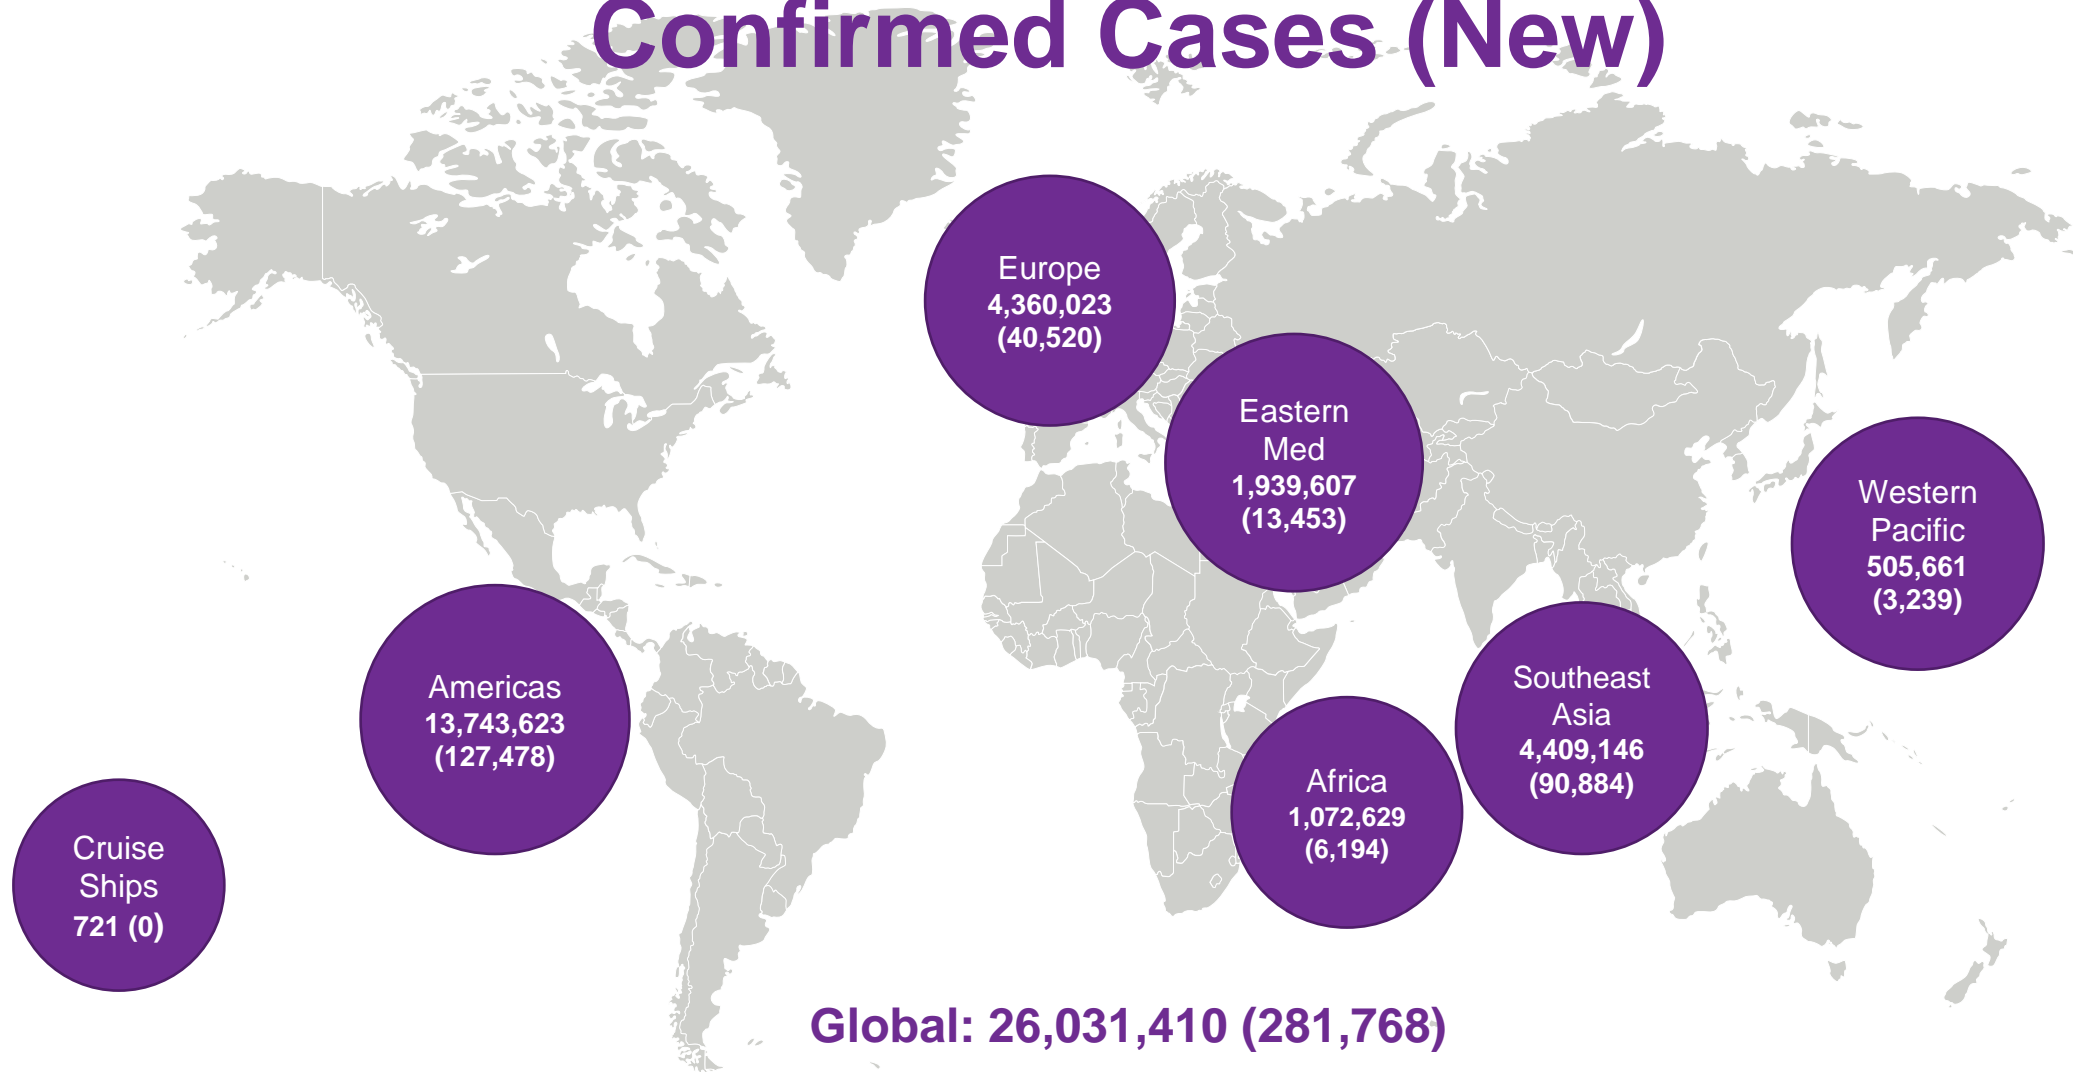 Confirmed Cases (New)
Europe
4,360,023
(40,520)
Eastern
Med
1,939,607
(13,453)
Western
Pacific
505,661
(3,239)
Americas
13,743,623
(127,478)
Southeast
Asia
4,409,146
(90,884)
Africa
1,072,629
(6,194)
Cruise
Ships
721 (0)
Global: 26,031,410 (281,768)